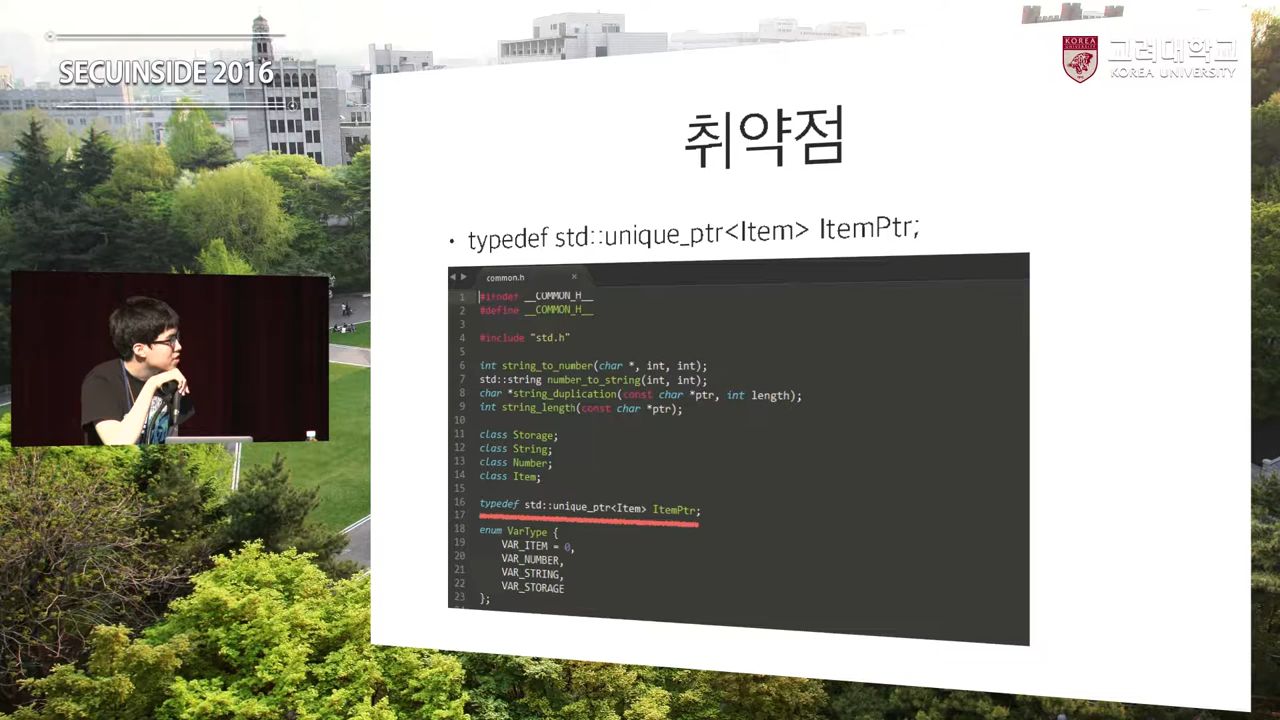 SECUINSIDE 2016
KOREA
고려대학교
KOREA UNIVERSITY
취약점
• typedef std::unique_ptr<Item> ItemPtr;
common.h
1 #ifndef __COMMON_H__
2 #define __COMMON_H__
3
4 #include "std.h"
5
6 int string_to_number(char *, int, int);
7 std::string number_to_string(int, int);
8 char *string_duplication(const char *ptr, int length);
9 int string_length(const char *ptr);
10
11 class Storage;
12 class String;
13 class Number;
14 class Item;
15
16 typedef std::unique_ptr<Item> ItemPtr;
17
18 enum VarType {
19 VAR_ITEM = 0,
20 VAR_NUMBER,
21 VAR_STRING,
22 VAR_STORAGE
23 };